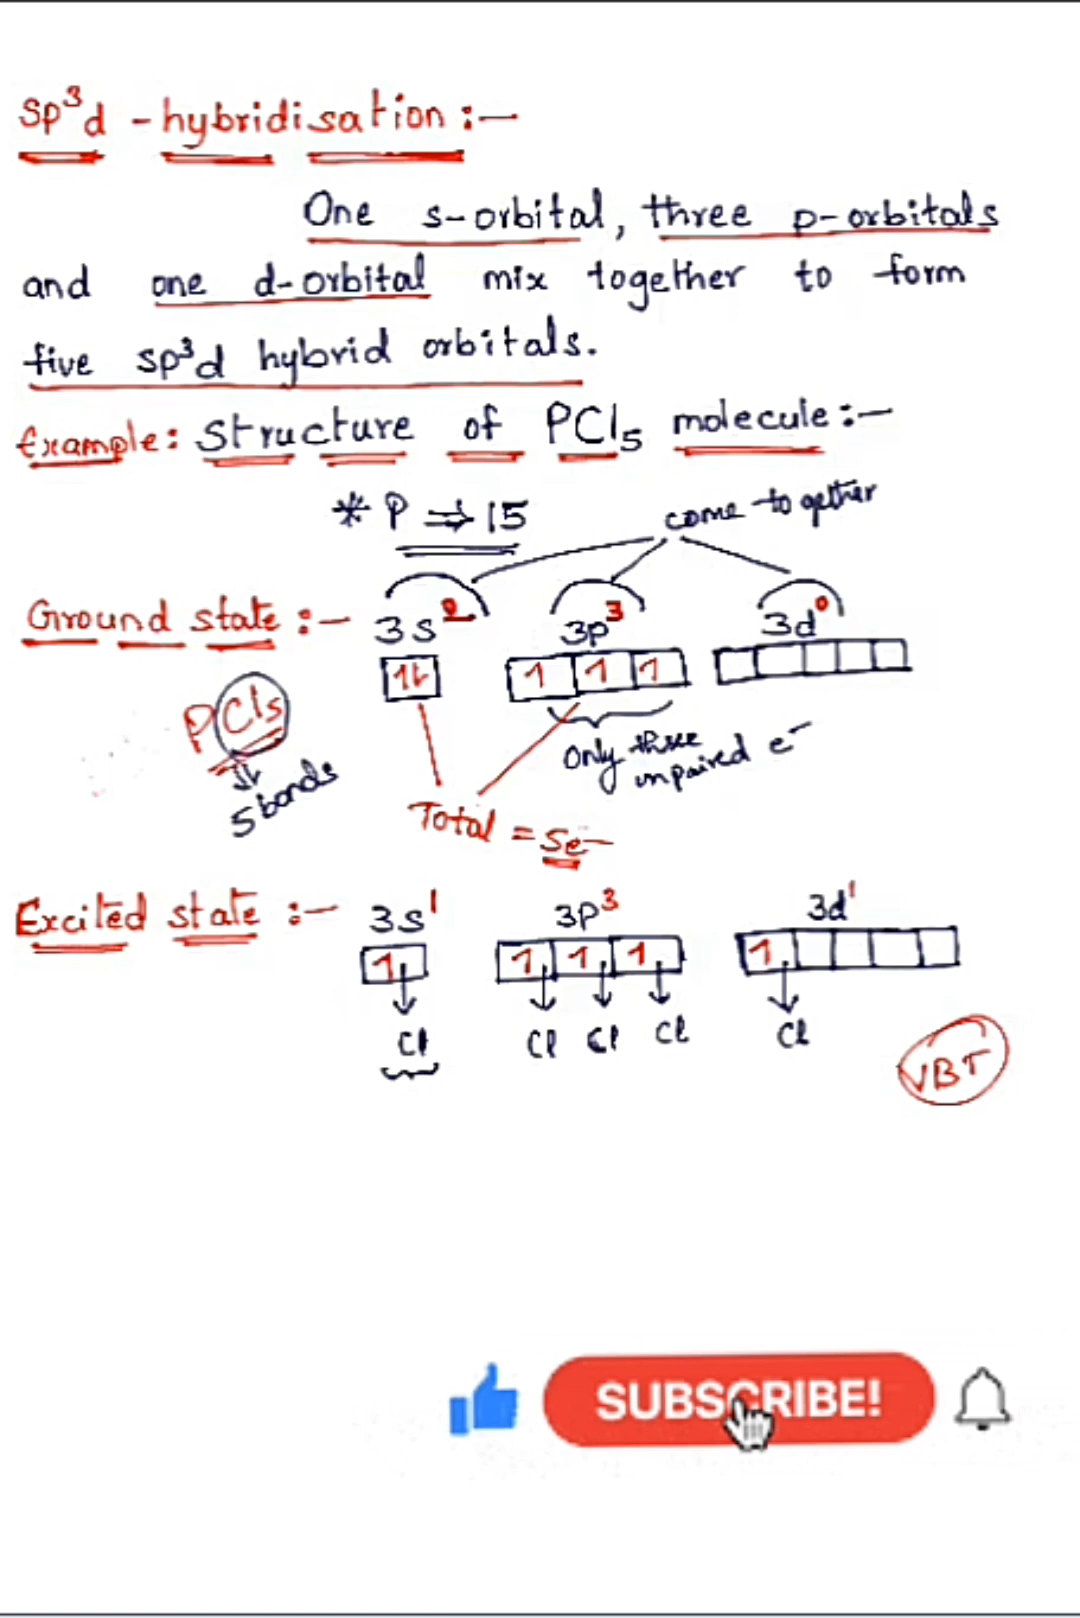 sp³d - hybridisation :-
One s-orbital, three p-orbitals
and one d-orbital mix together to form
five sp³d hybrid orbitals.
Example: Structure of PCl₅ molecule :-
* P ⇒ 15
come together
Ground state :- 3s² 3p³ 3d⁰
1⇂ 1 1 1
PCl₅
5 bonds
Only three
unpaired e⁻
Total = 5e⁻
Excited state :- 3s¹ 3p³ 3d¹
1 1 1 1 1
Cl Cl Cl Cl Cl
VBT
SUBSCRIBE!